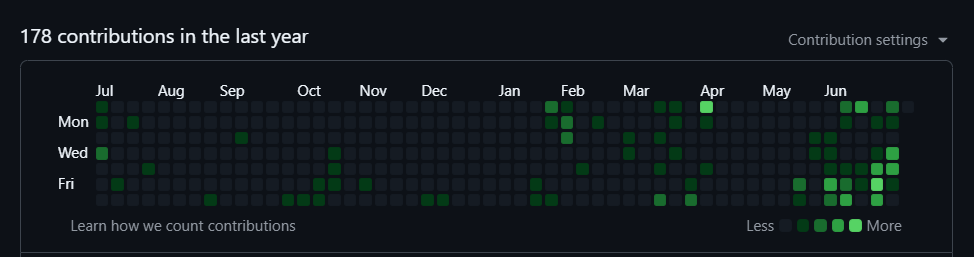 178 contributions in the last year
Contribution settings
Jul Aug Sep Oct Nov Dec Jan Feb Mar Apr May Jun
Mon
Wed
Fri
Learn how we count contributions
Less More